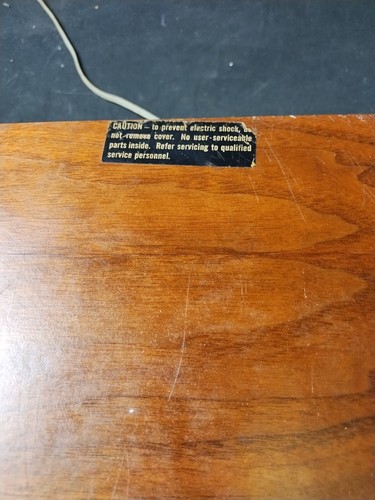 CAUTION — to prevent electric shock,
not remove cover. No user-serviceable
parts inside. Refer servicing to qualified
service personnel.